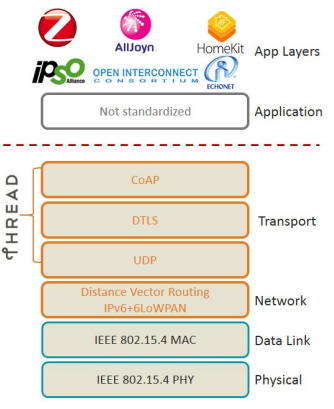 Z
AllJoyn.
HomeKit
App Layers
ipso
Alliance
OPEN INTERCONNECT
CONSORTIUM
ECHONET
Not standardized
Application
THREAD
CoAP
DTLS
Transport
UDP
Distance Vector Routing
IPv6+6LoWPAN
Network
IEEE 802.15.4 MAC
Data Link
IEEE 802.15.4 PHY
Physical